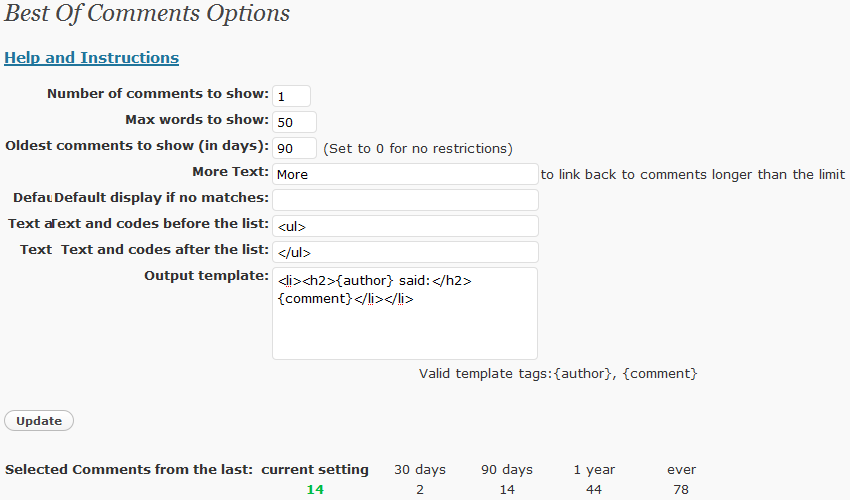 Best Of Comments Options
Help and Instructions
Number of comments to show: 1
Max words to show: 50
Oldest comments to show (in days): 90 (Set to 0 for no restrictions)
More Text: More to link back to comments longer than the limit
Defau Default display if no matches:
Text a Text and codes before the list: <ul>
Text Text and codes after the list: </ul>
Output template: <li><h2>{author} said:</h2>
{comment}</li></li>
Valid template tags:{author}, {comment}
Update
Selected Comments from the last: current setting 30 days 90 days 1 year ever
14 2 14 44 78